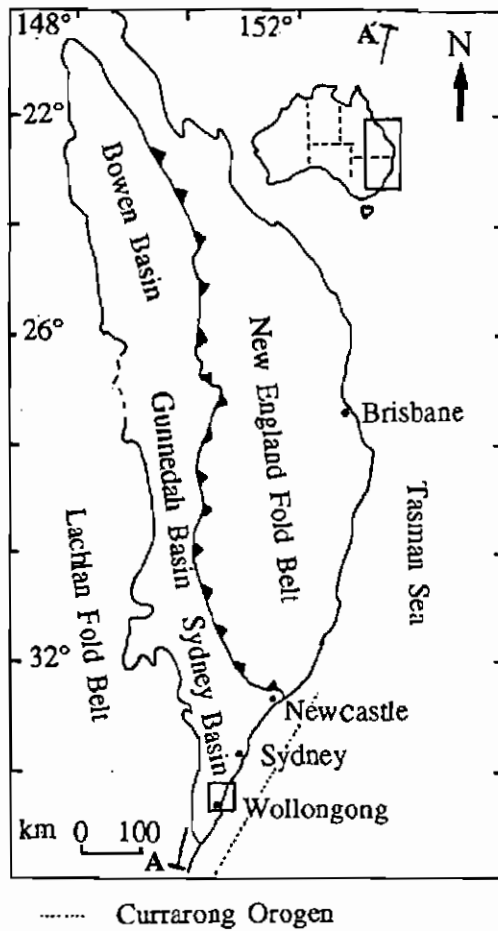 148° 152° A'
N
22°
Bowen Basin
26°
New England Fold Belt
Brisbane
Gunnedah Basin
Tasman Sea
Lachlan Fold Belt
32°
Sydney Basin
Newcastle
Sydney
Wollongong
km 0 100
A
Currarong Orogen